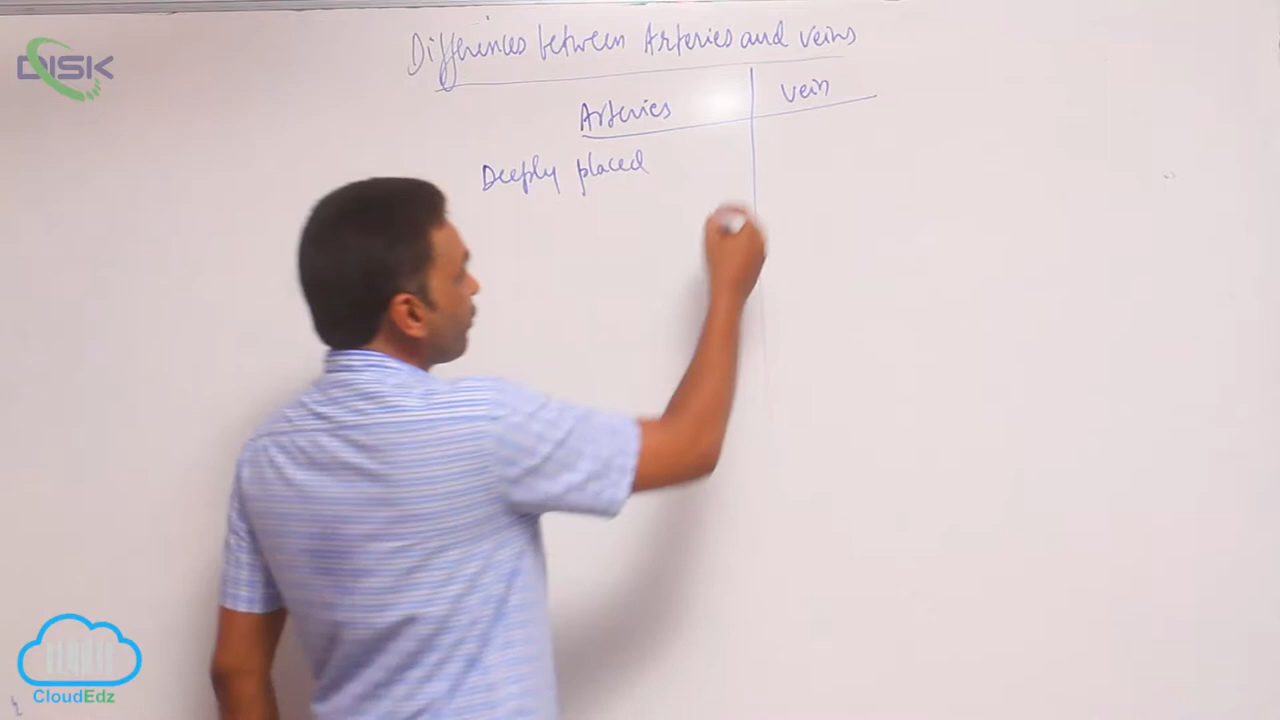 DISK
Differences between Arteries and veins
Arteries
vein
Deeply placed
CloudEdz